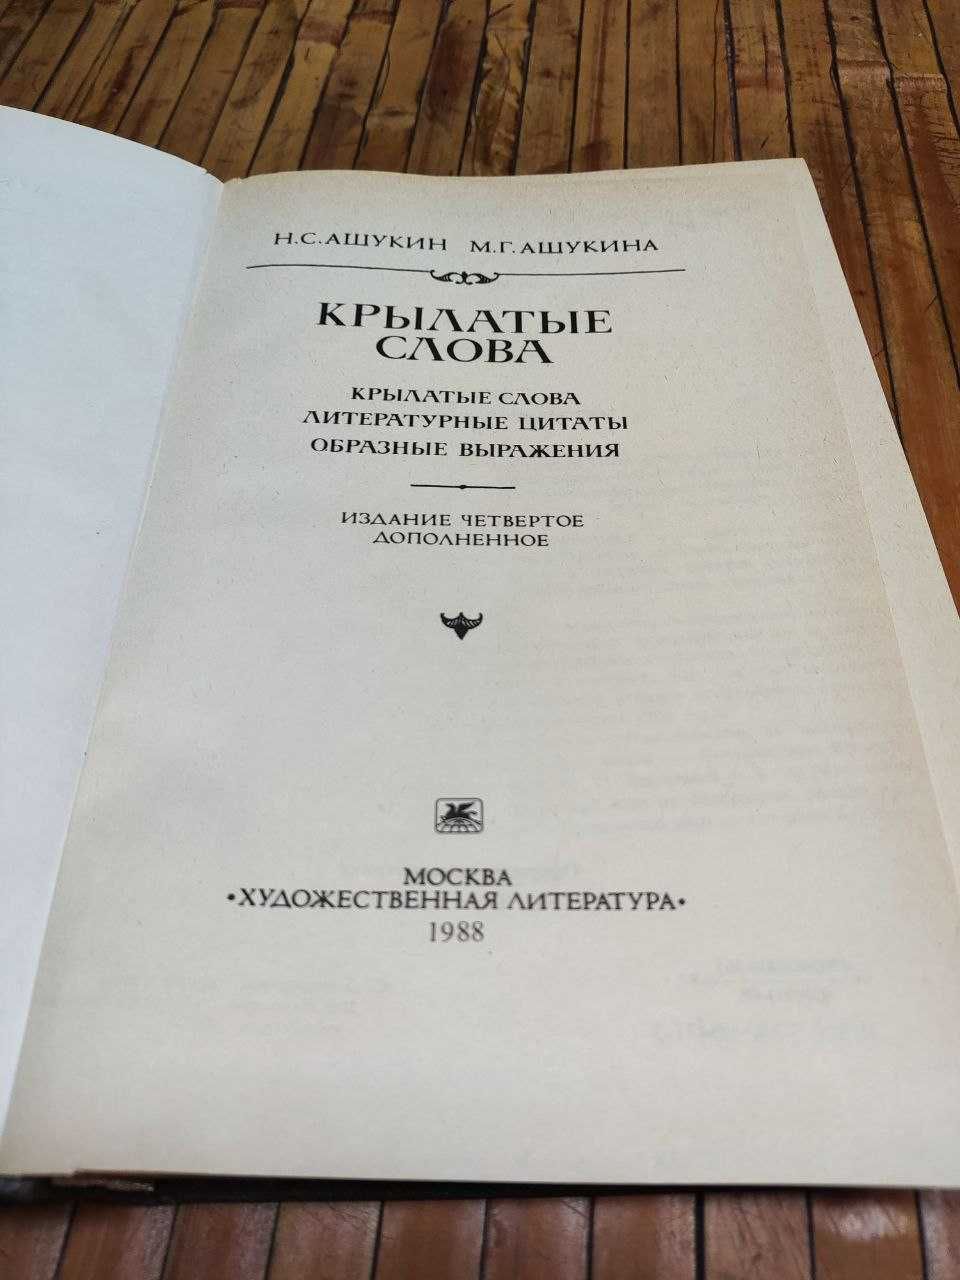 Н.С.АШУКИН М.Г.АШУКИНА
КРЫЛАТЫЕ
СЛОВА
КРЫЛАТЫЕ СЛОВА
ЛИТЕРАТУРНЫЕ ЦИТАТЫ
ОБРАЗНЫЕ ВЫРАЖЕНИЯ
ИЗДАНИЕ ЧЕТВЕРТОЕ
ДОПОЛНЕННОЕ
МОСКВА
•ХУДОЖЕСТВЕННАЯ ЛИТЕРАТУРА•
1988